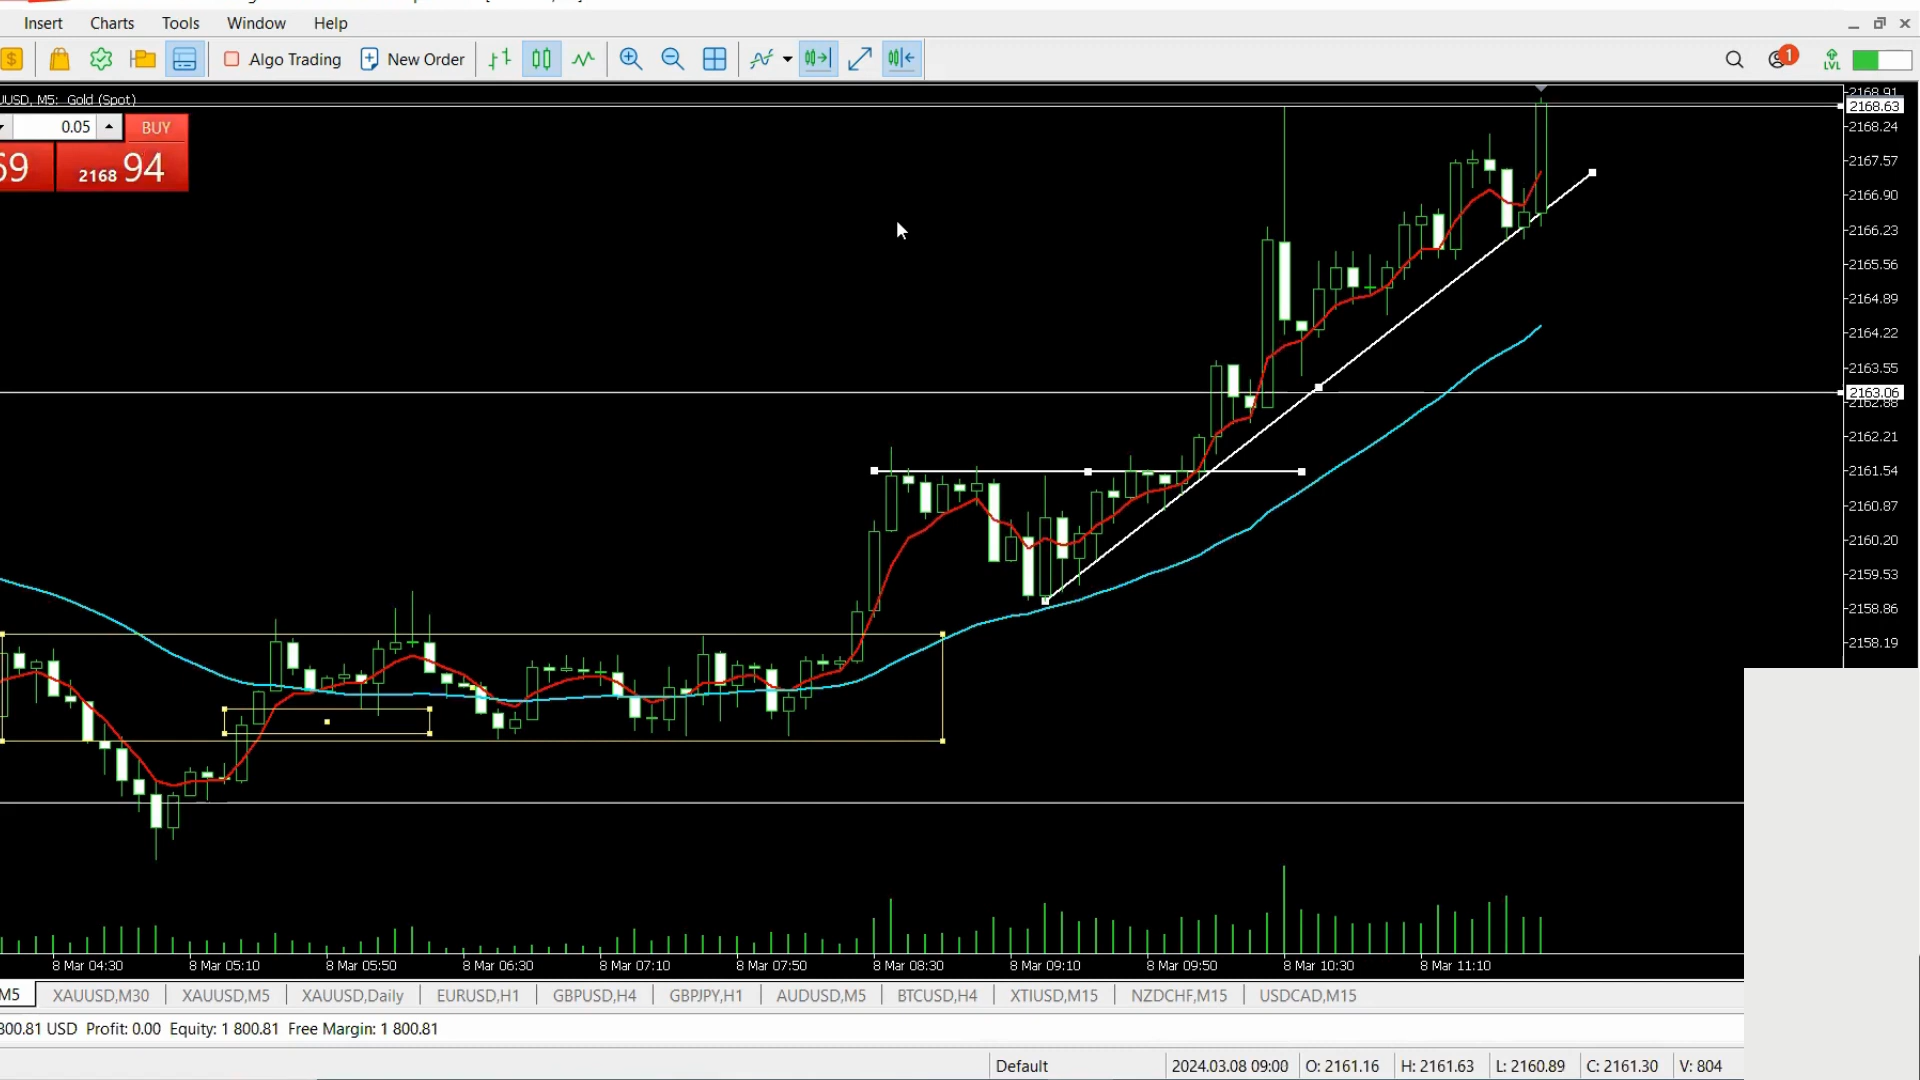 Insert Charts Tools Window Help
$ Algo Trading New Order 1 LVL
UUSD, M5: Gold (Spot)
0.05 BUY
69 2168 94
2168.91
2168.63
2168.24
2167.57
2166.90
2166.23
2165.56
2164.89
2164.22
2163.55
2163.06
2162.88
2162.21
2161.54
2160.87
2160.20
2159.53
2158.86
2158.19
8 Mar 04:30 8 Mar 05:10 8 Mar 05:50 8 Mar 06:30 8 Mar 07:10 8 Mar 07:50 8 Mar 08:30 8 Mar 09:10 8 Mar 09:50 8 Mar 10:30 8 Mar 11:10
M5 XAUUSD,M30 XAUUSD,M5 XAUUSD,Daily EURUSD,H1 GBPUSD,H4 GBPJPY,H1 AUDUSD,M5 BTCUSD,H4 XTIUSD,M15 NZDCHF,M15 USDCAD,M15
800.81 USD Profit: 0.00 Equity: 1 800.81 Free Margin: 1 800.81
Default 2024.03.08 09:00 O: 2161.16 H: 2161.63 L: 2160.89 C: 2161.30 V: 804